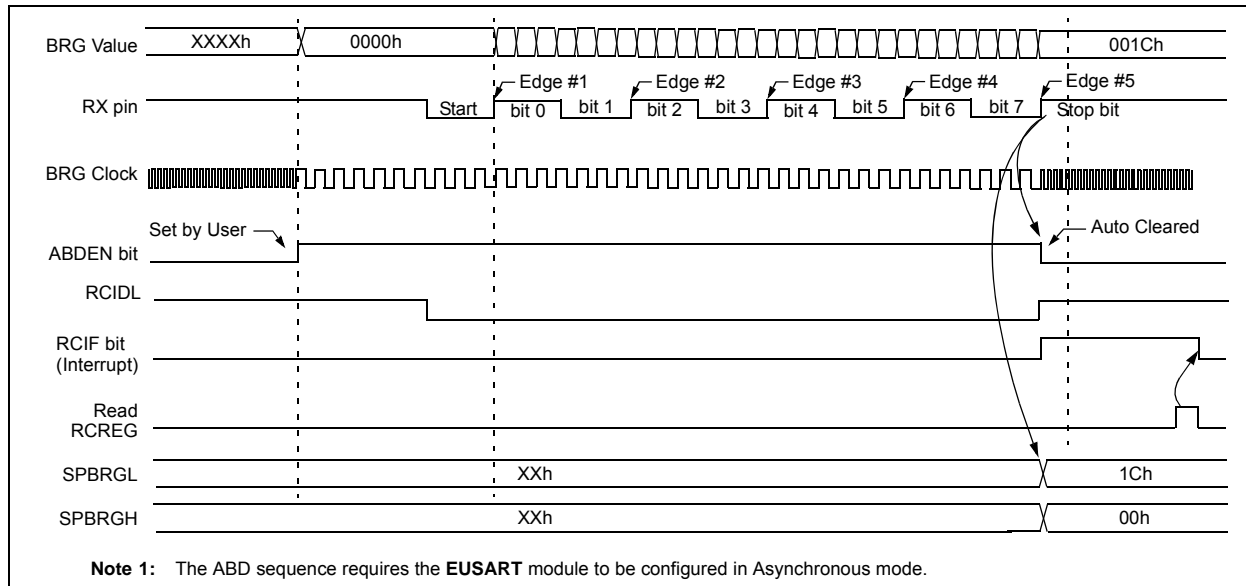 BRG Value XXXXh 0000h 001Ch
Edge #1 Edge #2 Edge #3 Edge #4 Edge #5
RX pin Start bit 0 bit 1 bit 2 bit 3 bit 4 bit 5 bit 6 bit 7 Stop bit
BRG Clock
Set by User Auto Cleared
ABDEN bit
RCIDL
RCIF bit
(Interrupt)
Read
RCREG
SPBRGL XXh 1Ch
SPBRGH XXh 00h
Note 1: The ABD sequence requires the EUSART module to be configured in Asynchronous mode.